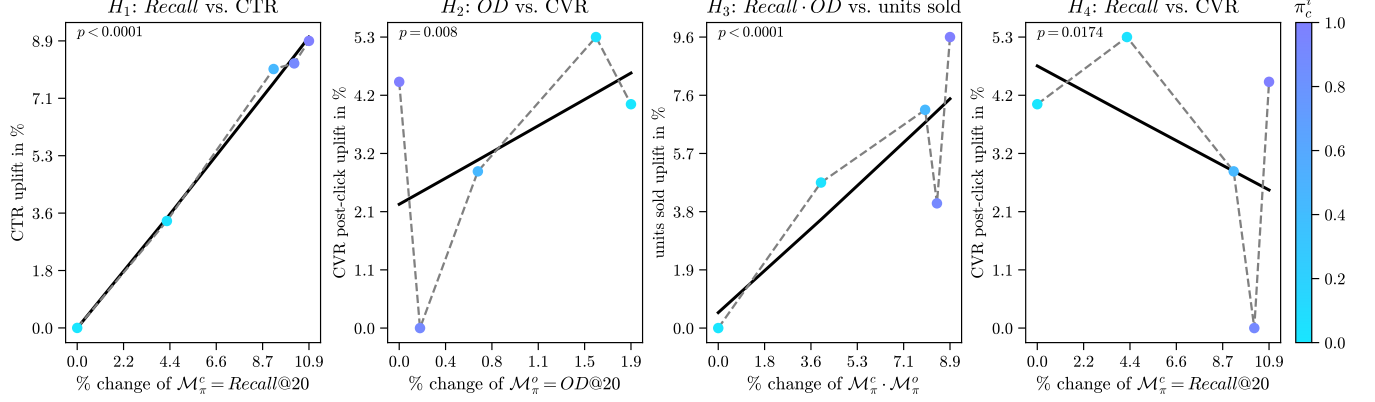 H₁: Recall vs. CTR
p < 0.0001
CTR uplift in %
8.9
7.1
5.3
3.6
1.8
0.0
0.0 2.2 4.4 6.6 8.7 10.9
% change of ℳ_π^c = Recall@20
H₂: OD vs. CVR
p = 0.008
CVR post-click uplift in %
5.3
4.2
3.2
2.1
1.1
0.0
0.0 0.4 0.8 1.1 1.5 1.9
% change of ℳ_π^o = OD@20
H₃: Recall · OD vs. units sold
p < 0.0001
units sold uplift in %
9.6
7.6
5.7
3.8
1.9
0.0
0.0 1.8 3.6 5.3 7.1 8.9
% change of ℳ_π^c · ℳ_π^o
H₄: Recall vs. CVR
p = 0.0174
CVR post-click uplift in %
5.3
4.2
3.2
2.1
1.1
0.0
0.0 2.2 4.4 6.6 8.7 10.9
% change of ℳ_π^c = Recall@20
1.0
0.8
0.6
0.4
0.2
0.0